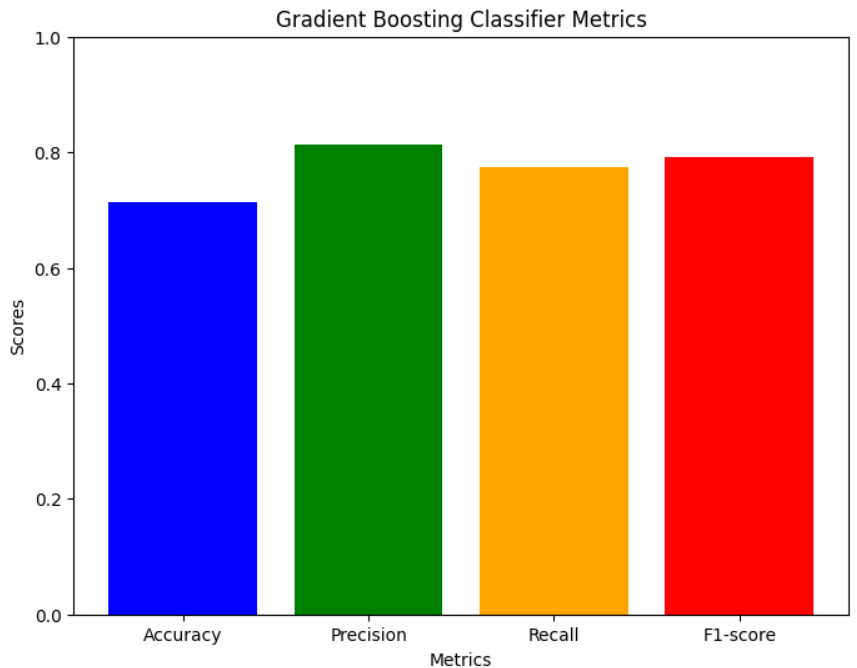 Gradient Boosting Classifier Metrics
1.0
0.8
0.6
0.4
0.2
0.0
Scores
Accuracy Precision Recall F1-score
Metrics